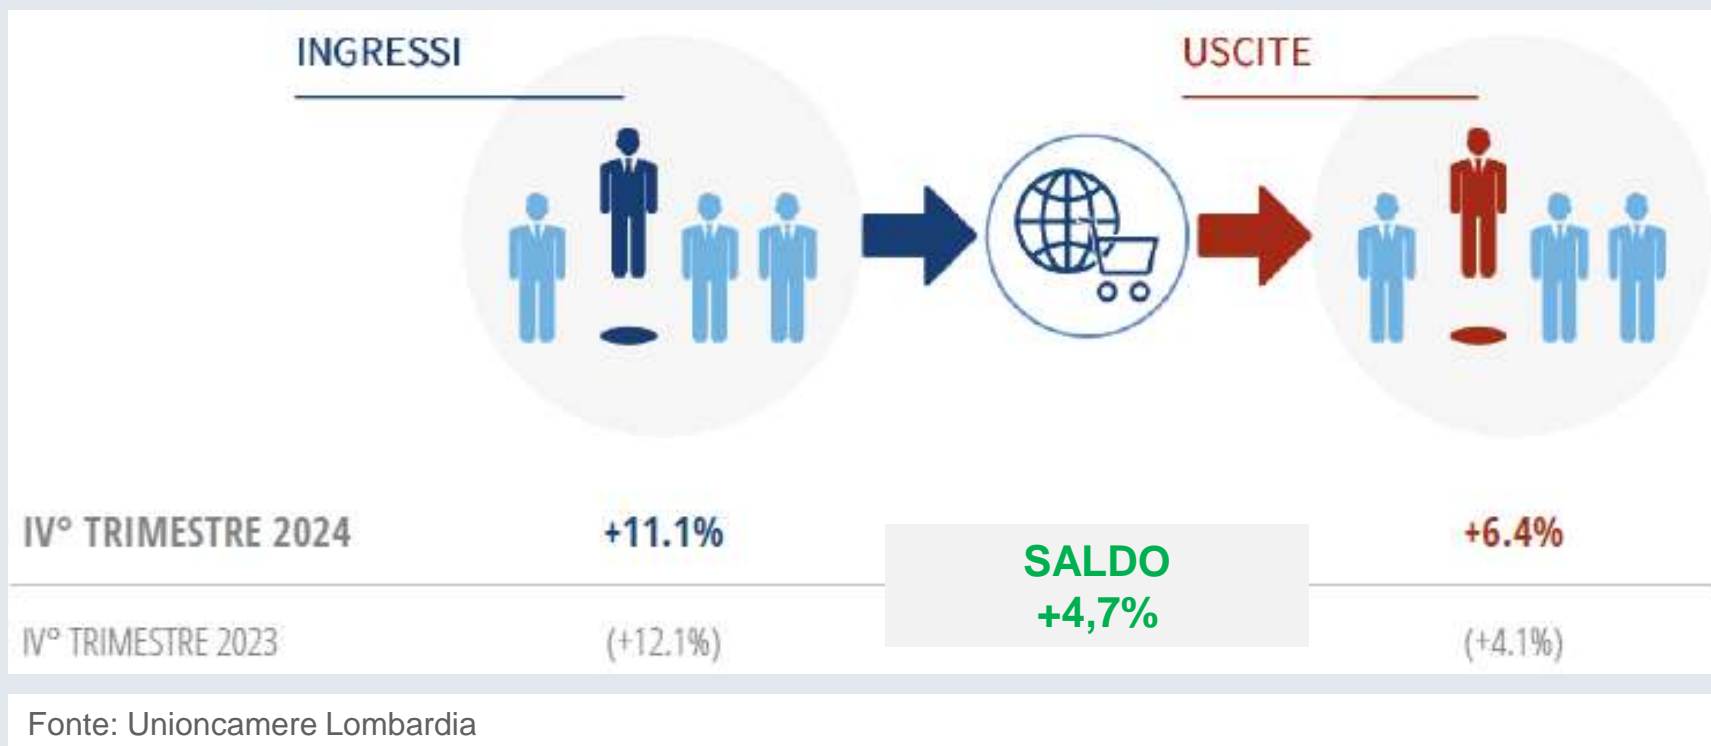 INGRESSI
USCITE
IV° TRIMESTRE 2024
+11.1%
+6.4%
SALDO
+4,7%
IV° TRIMESTRE 2023
(+12.1%)
(+4.1%)
Fonte: Unioncamere Lombardia